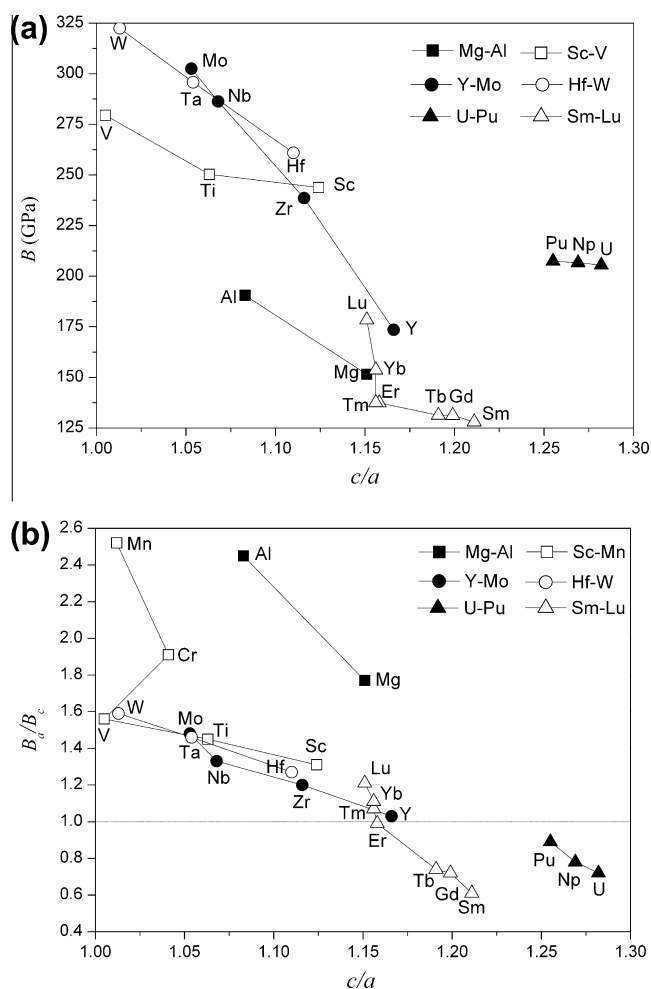 (a)
325
300
275
250
225
200
175
150
125
B (GPa)
W
Mo
Ta
Nb
V
Ti
Sc
Hf
Zr
Al
Mg
Lu
Y
Yb
Er
Tm
Tb
Gd
Sm
Pu
Np
U
Mg-Al
Sc-V
Y-Mo
Hf-W
U-Pu
Sm-Lu
1.00 1.05 1.10 1.15 1.20 1.25 1.30
c/a
(b)
2.6
2.4
2.2
2.0
1.8
1.6
1.4
1.2
1.0
0.8
0.6
0.4
Ba/Bc
Mn
Al
Cr
Mg
V
W
Mo
Ti
Ta
Nb
Sc
Hf
Zr
Lu
Yb
Tm
Y
Er
Tb
Gd
Sm
Pu
Np
U
Mg-Al
Sc-Mn
Y-Mo
Hf-W
U-Pu
Sm-Lu
1.00 1.05 1.10 1.15 1.20 1.25 1.30
c/a